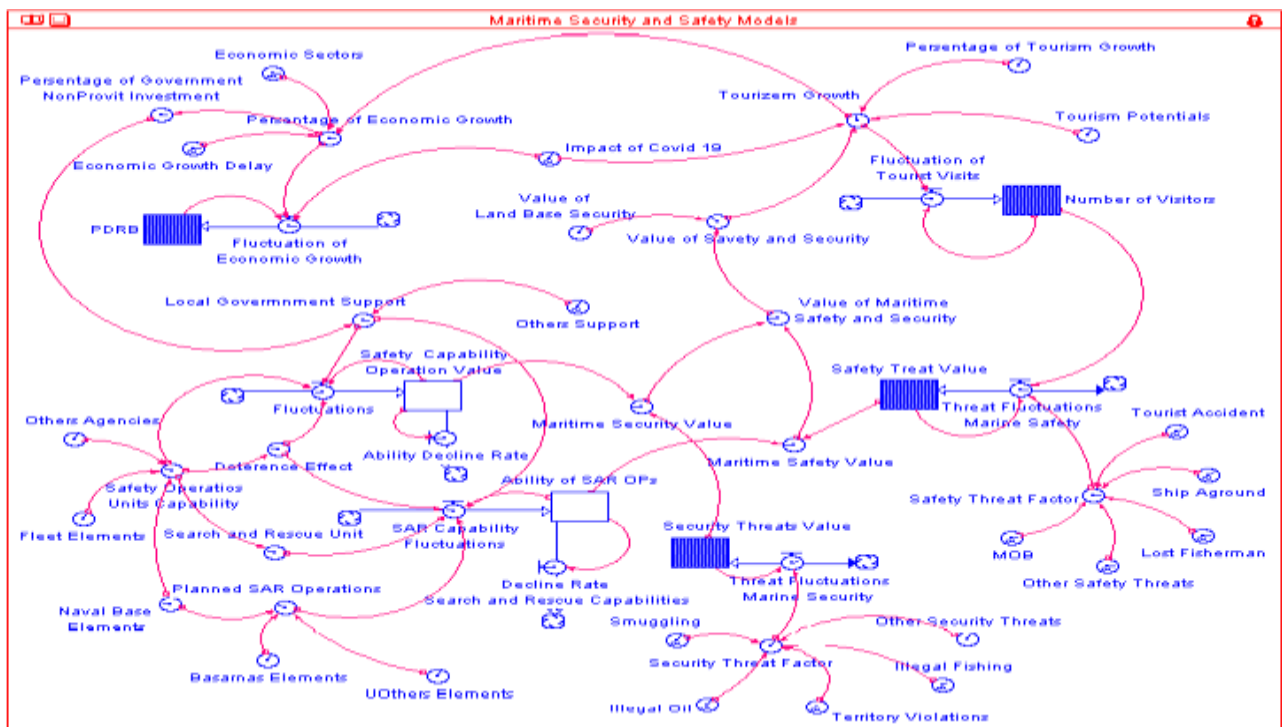 Maritime Security and Safety Models
Economic Sectors
Persentage of Government
NonProvit Investment
Percentage of Economic Growth
Economic Growth Delay
PDRB
Fluctuation of
Economic Growth
Impact of Covid 19
Percentage of Tourism Growth
Tourizem Growth
Tourism Potentials
Fluctuation of
Tourist Visits
Number of Visitors
Value of
Land Base Security
Value of Savety and Security
Local Governmnment Support
Others Support
Value of Maritime
Safety and Security
Safety Capability
Operation Value
Fluctuations
Ability Decline Rate
Maritime Security Value
Safety Treat Value
Threat Fluctuations
Marine Safety
Maritime Safety Value
Others Agencies
Deterence Effect
Safety Operatios
Units Capability
Fleet Elements
Search and Rescue Unit
Ability of SAR OPs
SAR Capability
Fluctuations
Tourist Accident
Ship Aground
Safety Threat Factor
Lost Fisherman
MOB
Other Safety Threats
Security Threats Value
Threat Fluctuations
Marine Security
Planned SAR Operations
Decline Rate
Search and Rescue Capabilities
Naval Base
Elements
Basarnas Elements
UOthers Elements
Smuggling
Other Security Threats
Security Threat Factor
Illegal Fishing
Illegal Oil
Territory Violations